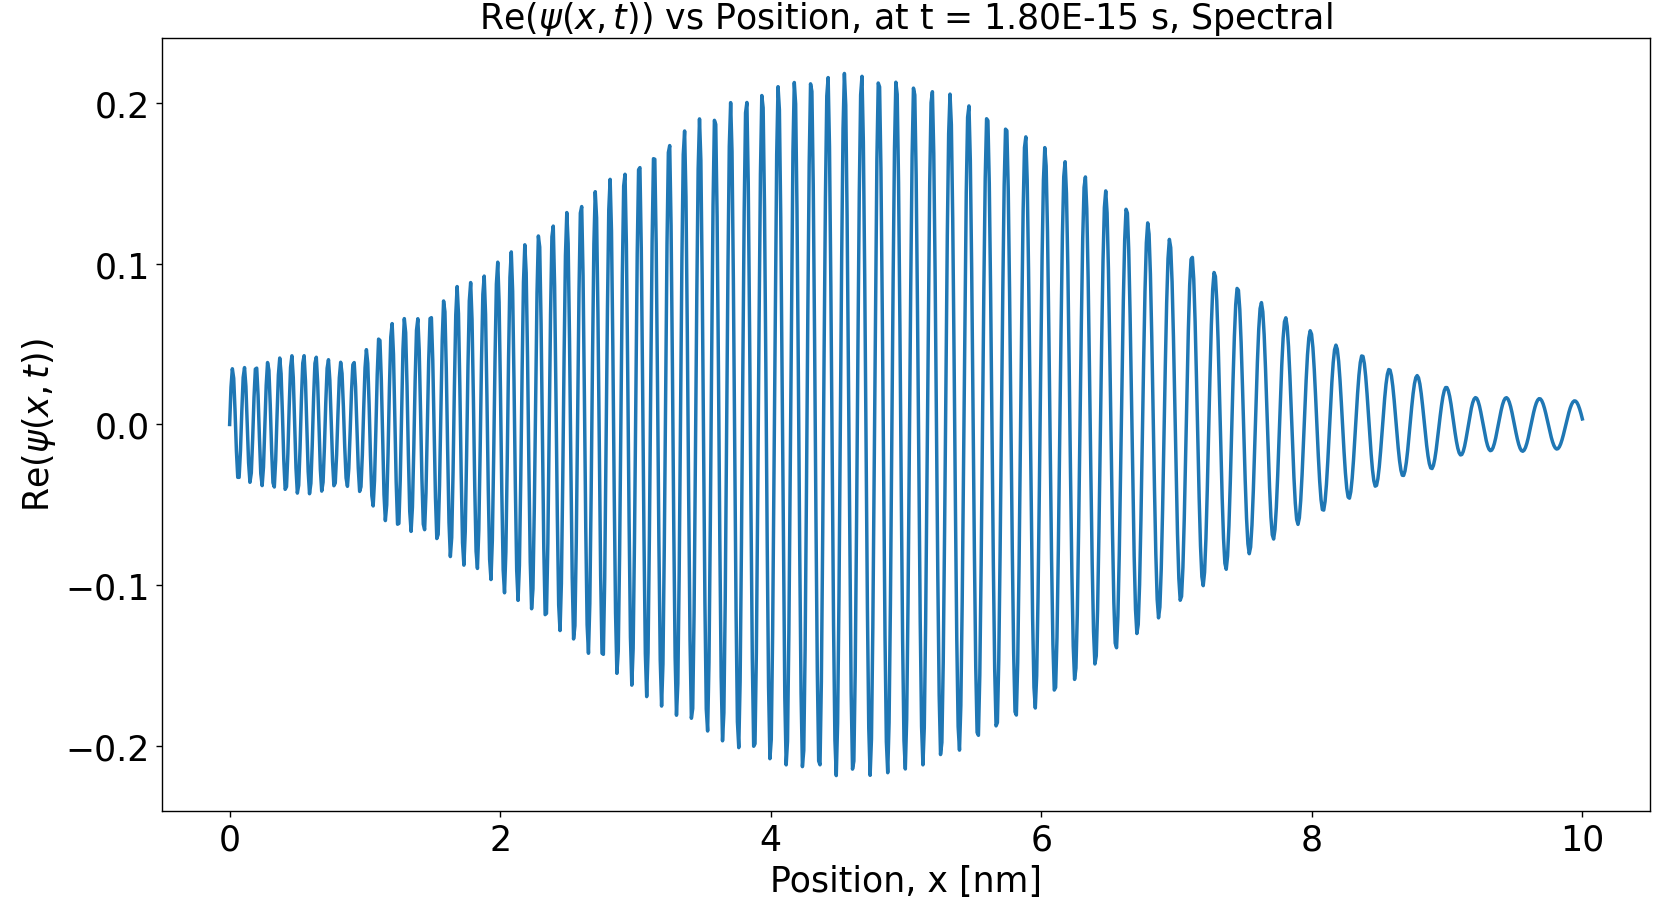 Re(ψ(x, t)) vs Position, at t = 1.80E-15 s, Spectral
Re(ψ(x, t))
0.2
0.1
0.0
−0.1
−0.2
0 2 4 6 8 10
Position, x [nm]